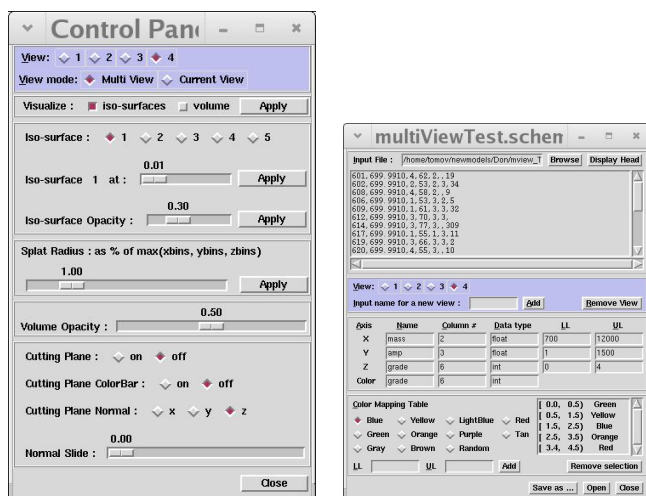 Control Pan
View: 1 2 3 4
View mode: Multi View Current View
Visualize : iso-surfaces volume Apply
Iso-surface : 1 2 3 4 5
0.01
Iso-surface 1 at : Apply
0.30
Iso-surface Opacity : Apply
Splat Radius : as % of max(xbins, ybins, zbins)
1.00
Apply
0.50
Volume Opacity :
Cutting Plane : on off
Cutting Plane ColorBar : on off
Cutting Plane Normal : x y z
0.00
Normal Slide :
Close
multiViewTest.schem
Input File : /home/tomov/newmodels/Don/mview_T Browse Display Head
601,699.9910,4,62,2,,19
602,699.9910,2,53,2,3,34
608,699.9910,4,58,2,,9
606,699.9910,1,53,3,2,5
609,699.9910,1,61,3,3,32
612,699.9910,3,70,3,3,
614,699.9910,3,77,3,,309
617,699.9910,1,55,1,3,11
619,699.9910,3,66,3,3,2
620,699.9910,4,55,3,,10
View: 1 2 3 4
Input name for a new view : Add Remove View
Axis Name Column # Data type LL UL
X mass 2 float 700 12000
Y amp 3 float 1 1500
Z grade 6 int 0 4
Color grade 6 int
Color Mapping Table
Blue Yellow LightBlue Red
Green Orange Purple Tan
Gray Brown Random
[ 0.0, 0.5) Green
[ 0.5, 1.5) Yellow
[ 1.5, 2.5) Blue
[ 2.5, 3.5) Orange
[ 3.4, 4.5) Red
LL UL Add Remove selection
Save as ... Open Close